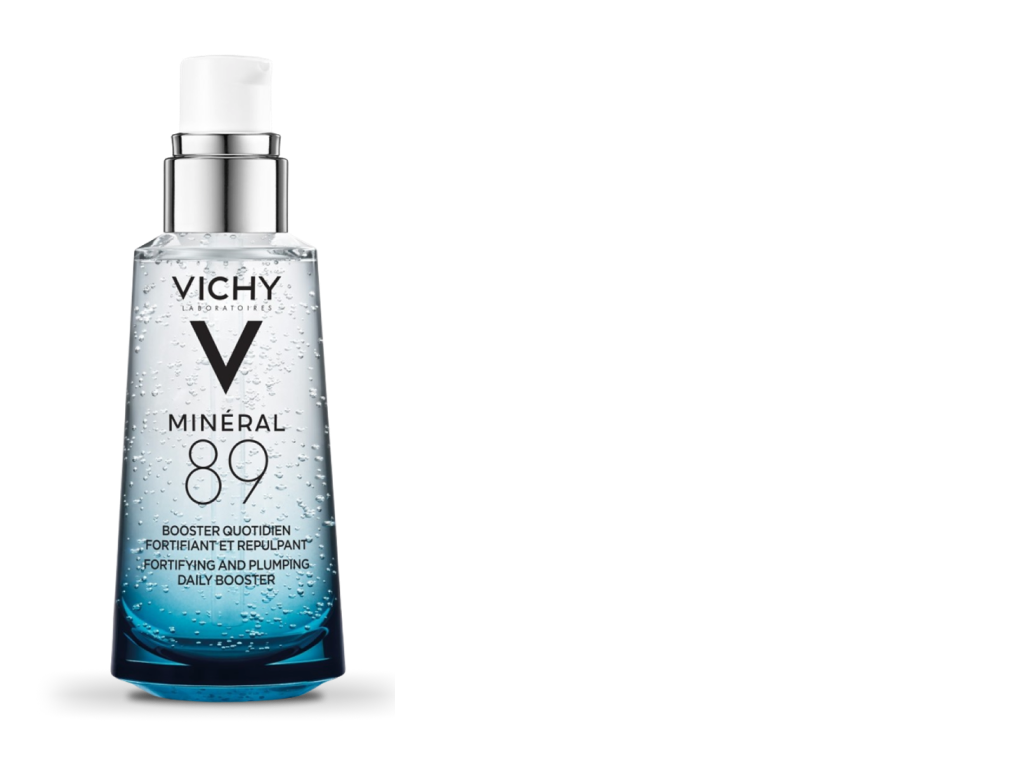 VICHY
LABORATOIRES
V
MINÉRAL
89
BOOSTER QUOTIDIEN
FORTIFIANT ET REPULPANT
FORTIFYING AND PLUMPING
DAILY BOOSTER